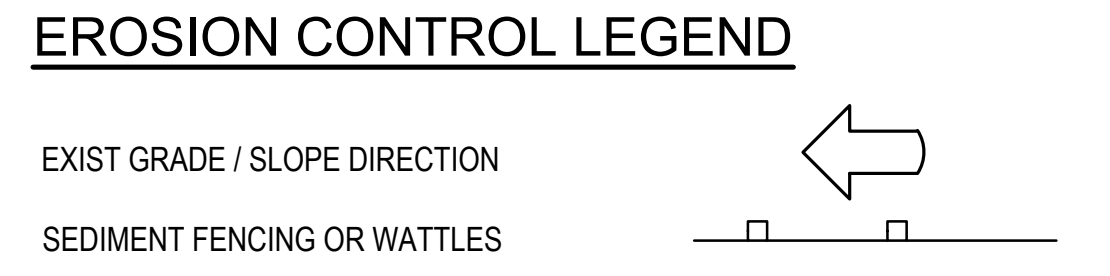 EROSION CONTROL LEGEND
EXIST GRADE / SLOPE DIRECTION
SEDIMENT FENCING OR WATTLES